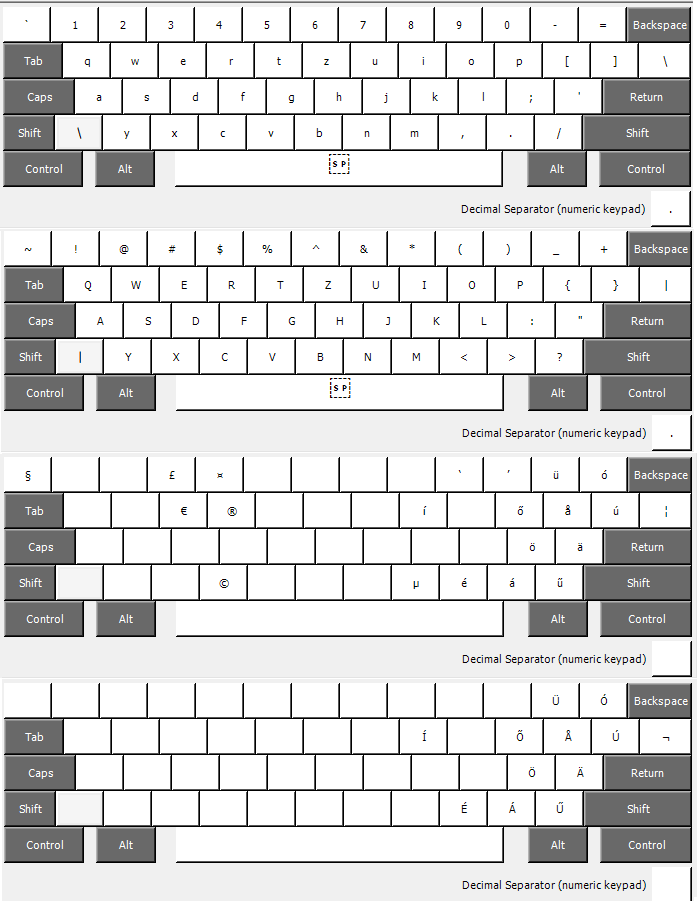 ` 1 2 3 4 5 6 7 8 9 0 - = Backspace
Tab q w e r t z u i o p [ ] \
Caps a s d f g h j k l ; ' Return
Shift \ y x c v b n m , . / Shift
Control Alt SP Alt Control
Decimal Separator (numeric keypad) .
~ ! @ # $ % ^ & * ( ) _ + Backspace
Tab Q W E R T Z U I O P { } |
Caps A S D F G H J K L : " Return
Shift | Y X C V B N M < > ? Shift
Control Alt SP Alt Control
Decimal Separator (numeric keypad) .
§ £ ¤ ‘ ’ ü ó Backspace
Tab € ® í ő å ú ¦
Caps ö ä Return
Shift © µ é á ű Shift
Control Alt Alt Control
Decimal Separator (numeric keypad)
Ü Ó Backspace
Tab Í Ő Å Ú ¬
Caps Ö Ä Return
Shift É Á Ű Shift
Control Alt Alt Control
Decimal Separator (numeric keypad)